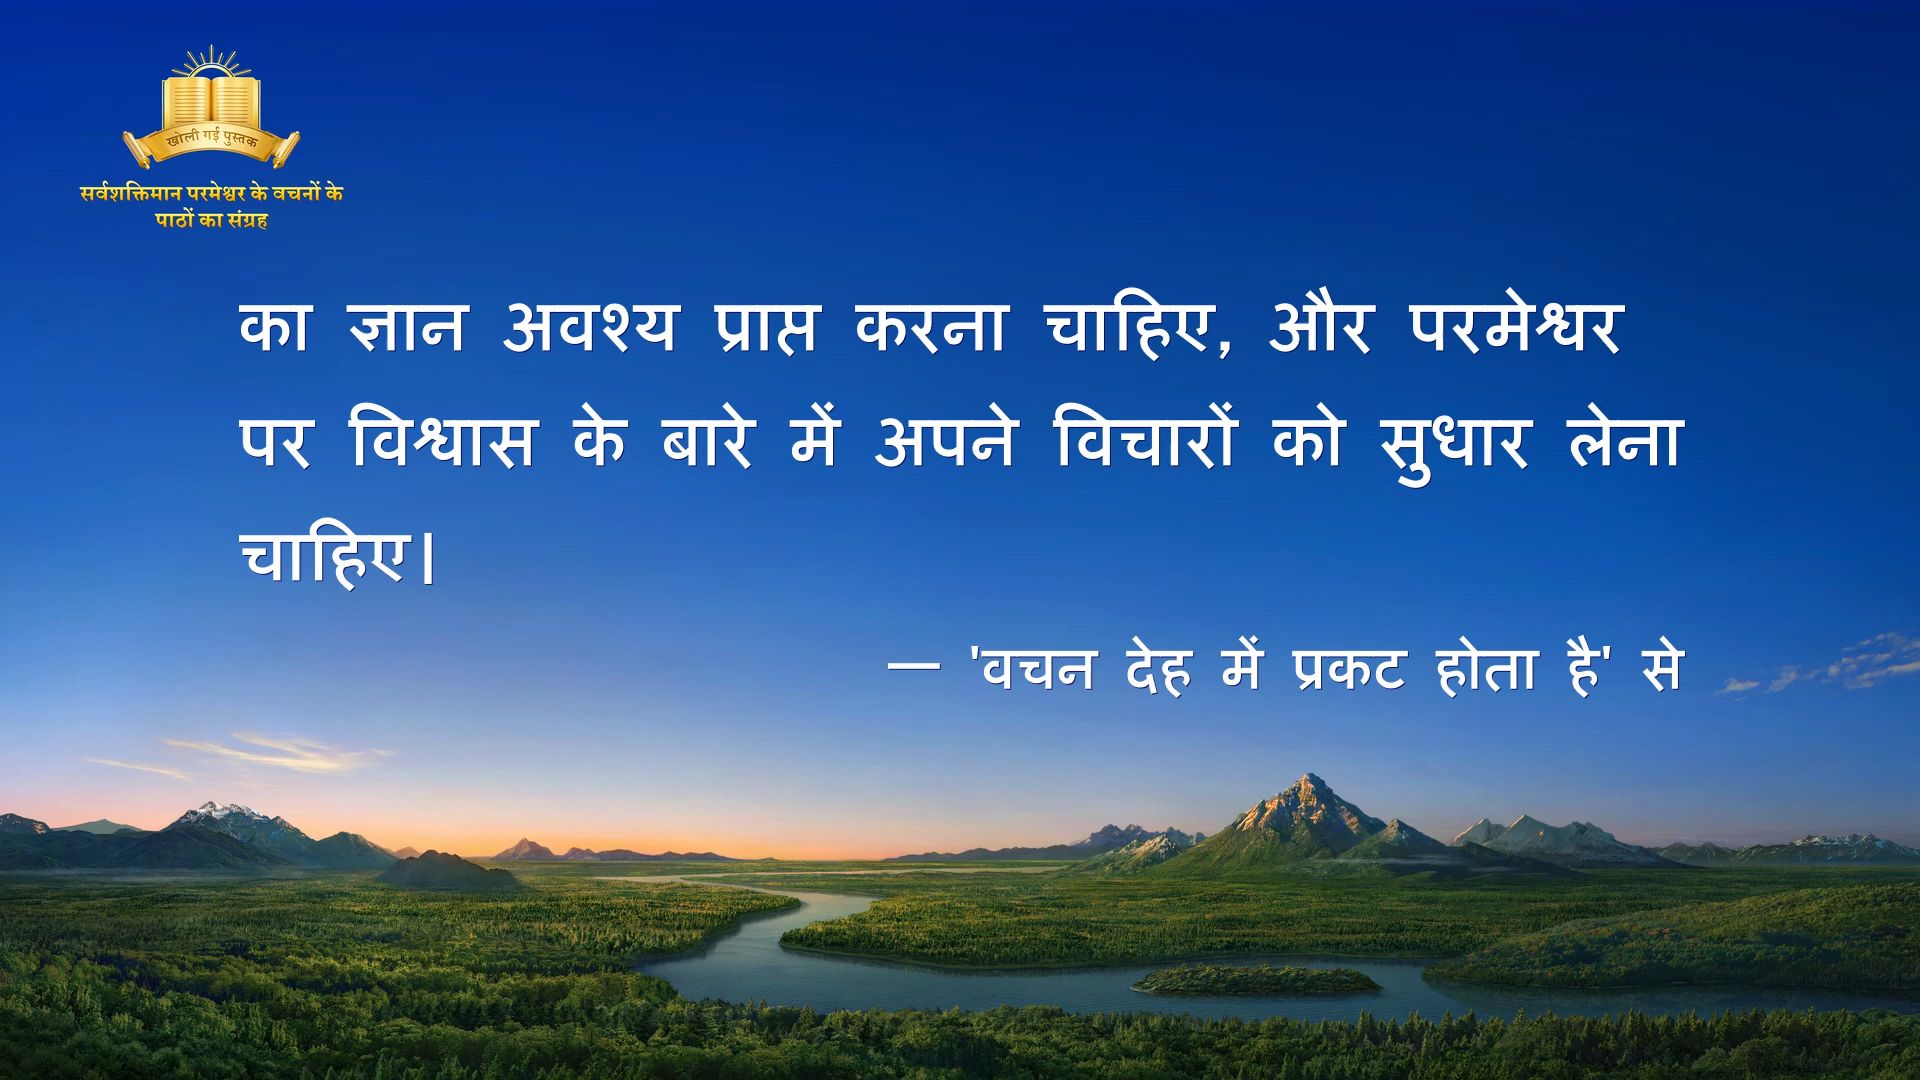 खोली गई पुस्तक
सर्वशक्तिमान परमेश्वर के वचनों के
पाठों का संग्रह
का ज्ञान अवश्य प्राप्त करना चाहिए, और परमेश्वर
पर विश्वास के बारे में अपने विचारों को सुधार लेना
चाहिए।
— 'वचन देह में प्रकट होता है' से